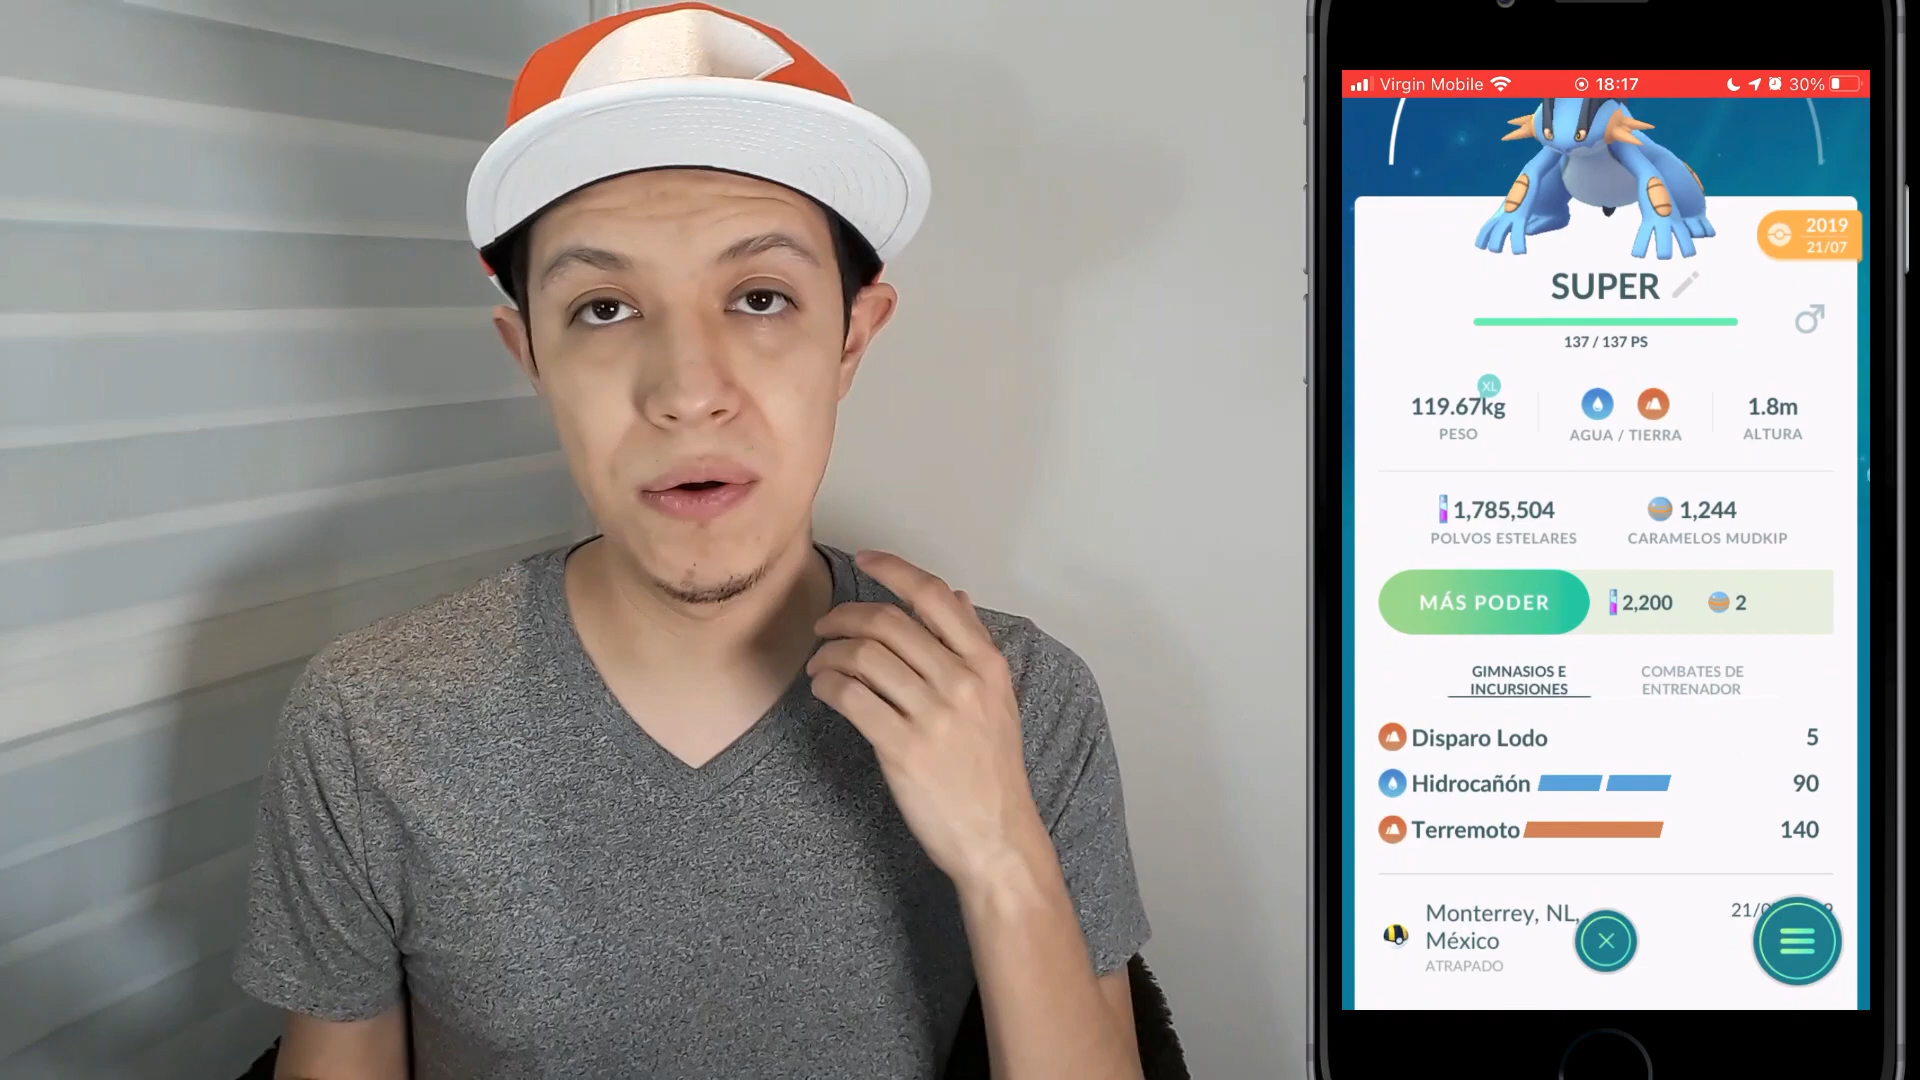 Virgin Mobile 18:17 30%
2019
21/07
SUPER
137 / 137 PS
XL
119.67kg 1.8m
PESO AGUA / TIERRA ALTURA
1,785,504 1,244
POLVOS ESTELARES CARAMELOS MUDKIP
MÁS PODER 2,200 2
GIMNASIOS E
INCURSIONES
COMBATES DE
ENTRENADOR
Disparo Lodo 5
Hidrocañón 90
Terremoto 140
Monterrey, NL,
México
ATRAPADO